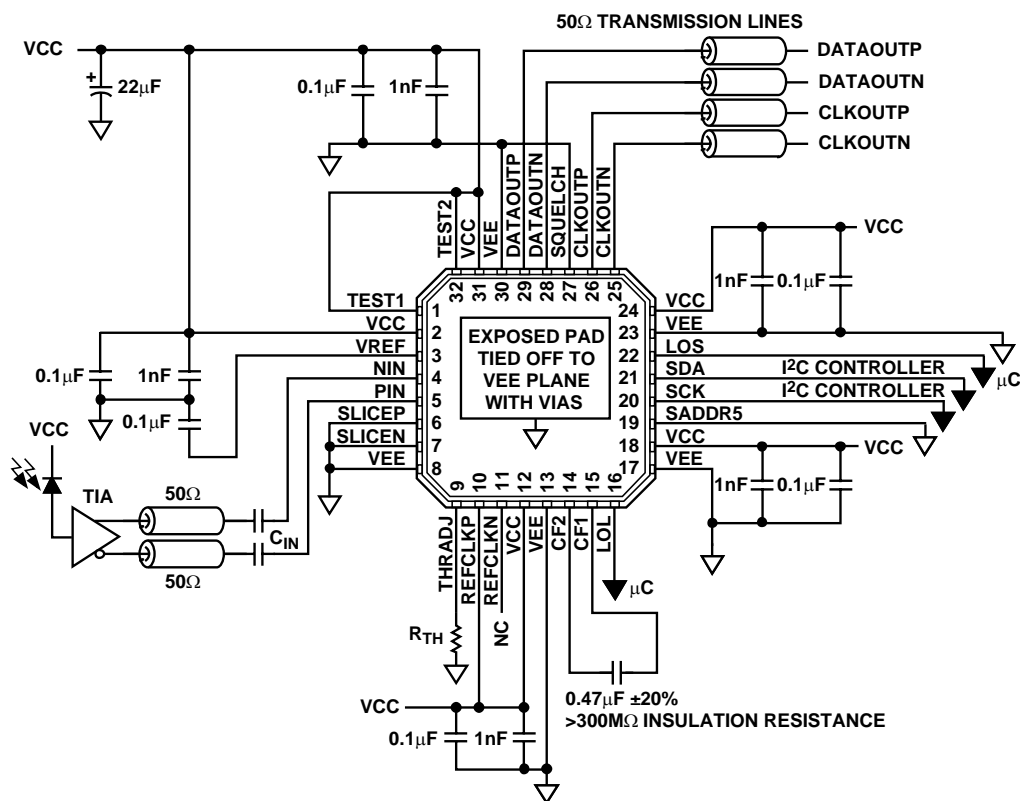 50Ω TRANSMISSION LINES
VCC
DATAOUTP
+
22µF
0.1µF
1nF
DATAOUTN
CLKOUTP
CLKOUTN
TEST2
VCC
VEE
DATAOUTP
DATAOUTN
SQUELCH
CLKOUTP
CLKOUTN
32
31
30
29
28
27
26
25
TEST1
VCC
VREF
NIN
PIN
SLICEP
SLICEN
VEE
1
2
3
4
5
6
7
8
EXPOSED PAD
TIED OFF TO
VEE PLANE
WITH VIAS
24
23
22
21
20
19
18
17
VCC
VEE
LOS
SDA
SCK
SADDR5
VCC
VEE
VCC
1nF
0.1µF
I²C CONTROLLER
I²C CONTROLLER
µC
VCC
1nF
0.1µF
0.1µF
1nF
0.1µF
VCC
TIA
50Ω
CIN
50Ω
9
10
11
12
13
14
15
16
THRADJ
REFCLKP
REFCLKN
VCC
VEE
CF2
CF1
LOL
RTH
NC
µC
0.47µF ±20%
>300MΩ INSULATION RESISTANCE
VCC
0.1µF
1nF